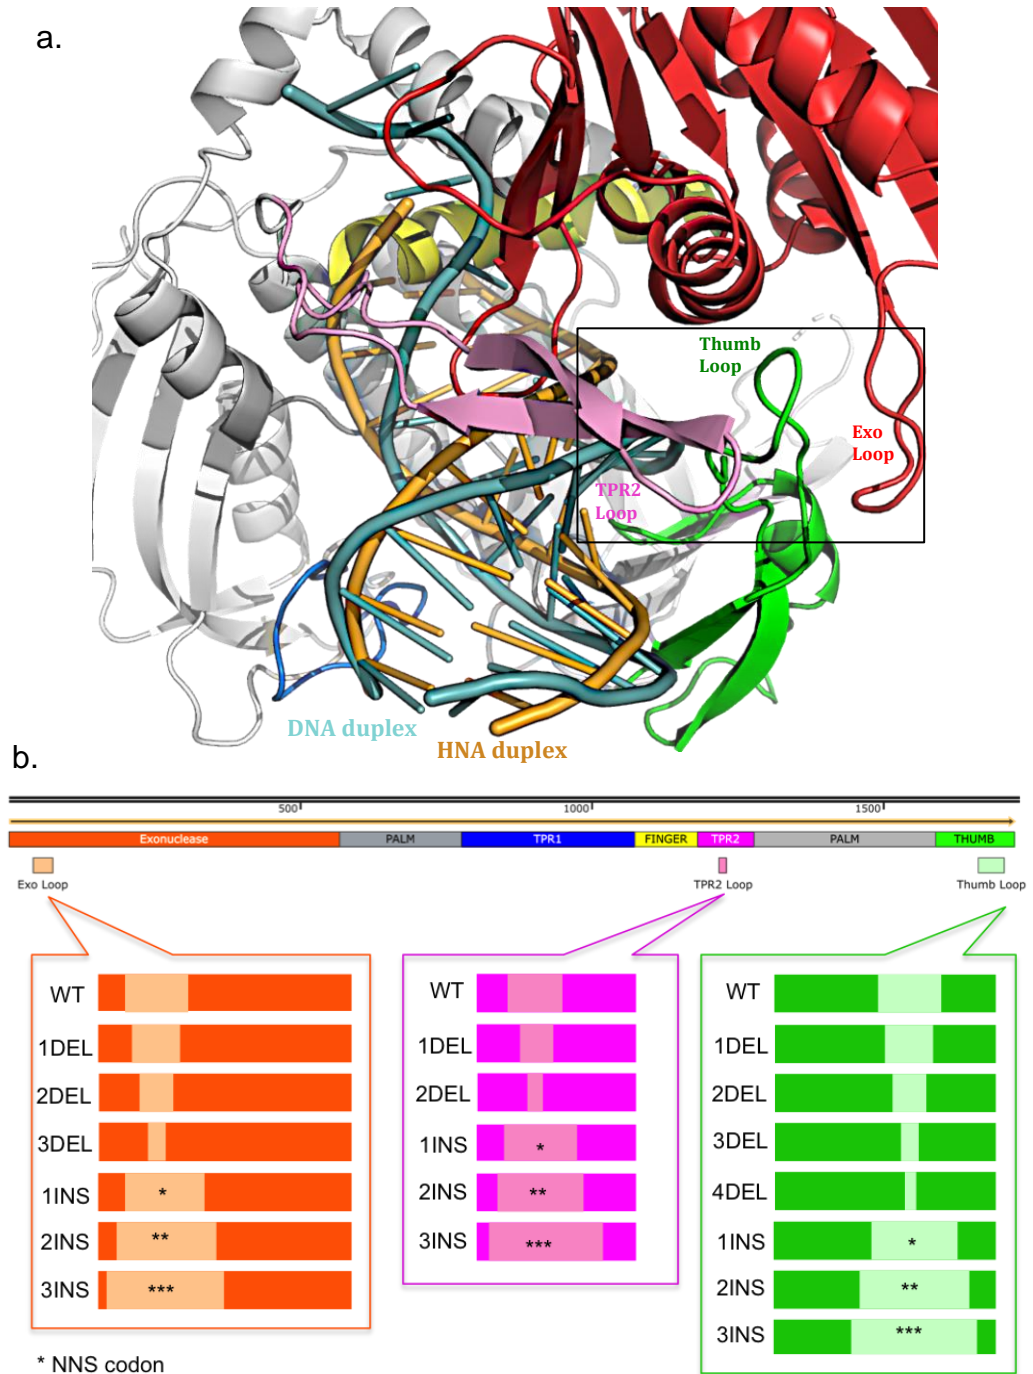 a.
Thumb
Loop
Exo
Loop
TPR2
Loop
DNA duplex
HNA duplex
b.
500 1000 1500
Exonuclease PALM TPR1 FINGER TPR2 PALM THUMB
Exo Loop TPR2 Loop Thumb Loop
WT
1DEL
2DEL
3DEL
1INS *
2INS **
3INS ***
WT
1DEL
2DEL
1INS *
2INS **
3INS ***
WT
1DEL
2DEL
3DEL
4DEL
1INS *
2INS **
3INS ***
* NNS codon